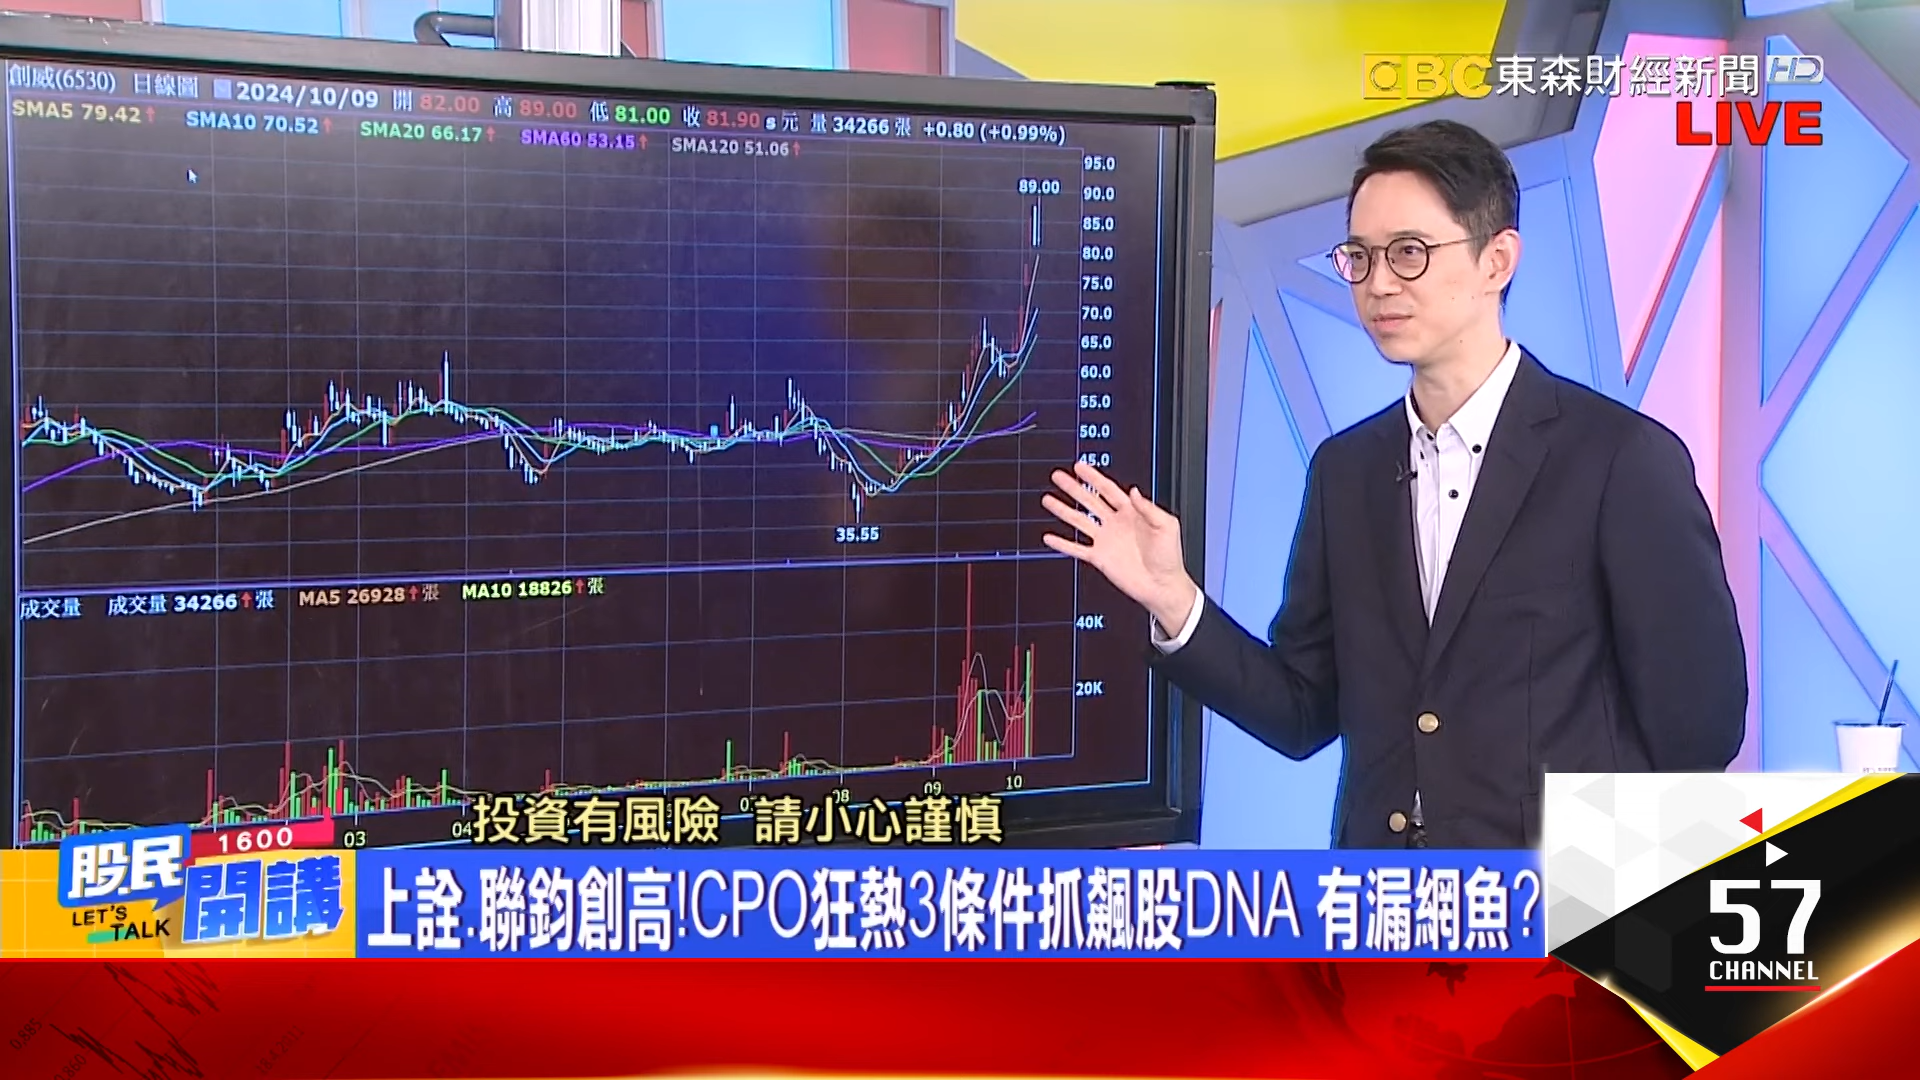 創威(6530) 日線圖 2024/10/09 開 82.00 高 89.00 低 81.00 收 81.90 s元 量 34266 張 +0.80 (+0.99%)
SMA5 79.42↑ SMA10 70.52↑ SMA20 66.17↑ SMA60 53.15↑ SMA120 51.06↑
EBC東森財經新聞HD
LIVE
95.0
89.00
90.0
85.0
80.0
75.0
70.0
65.0
60.0
55.0
50.0
45.0
35.55
成交量 成交量 34266↑張 MA5 26928↑張 MA10 18826↑張
40K
20K
03
04
08
09
10
投資有風險 請小心謹慎
1600
股民開講
LET'S TALK
上詮.聯鈞創高!CPO狂熱3條件抓飆股DNA 有漏網魚?
57
CHANNEL